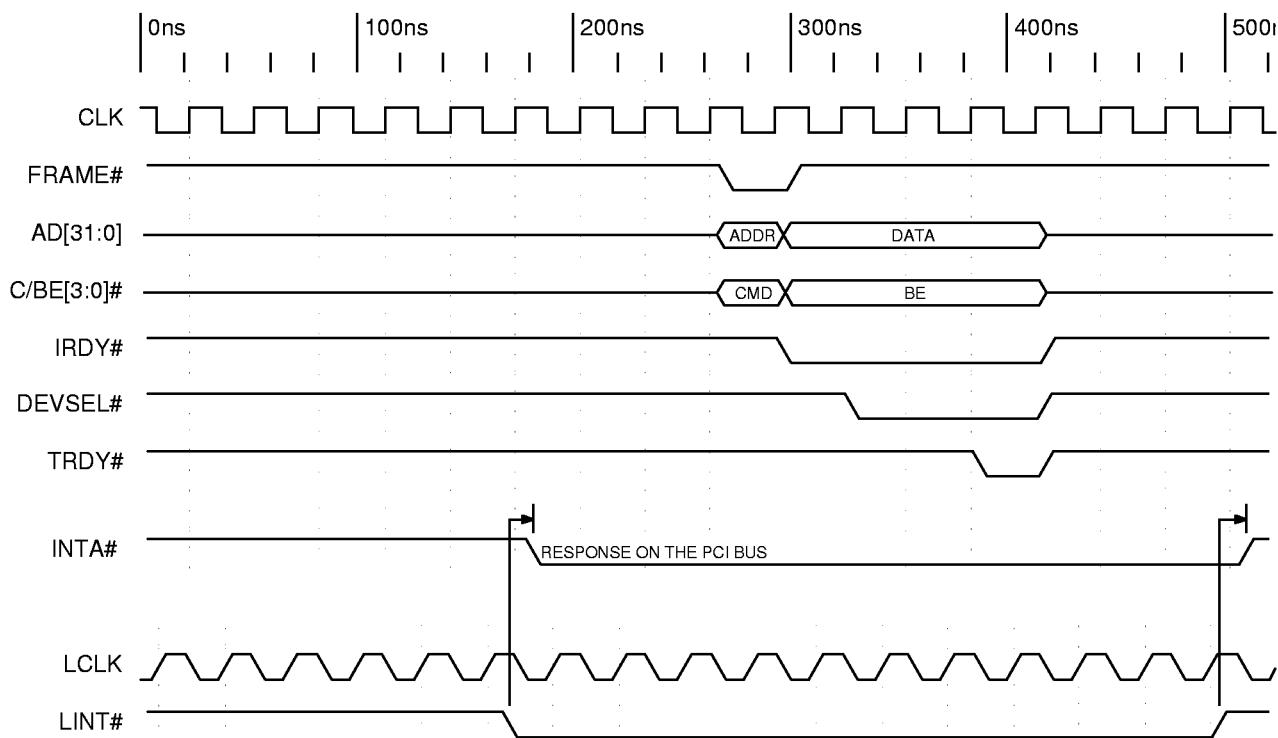 0ns 100ns 200ns 300ns 400ns 500
CLK
FRAME#
AD[31:0] ADDR DATA
C/BE[3:0]# CMD BE
IRDY#
DEVSEL#
TRDY#
INTA# RESPONSE ON THE PCI BUS
LCLK
LINT#